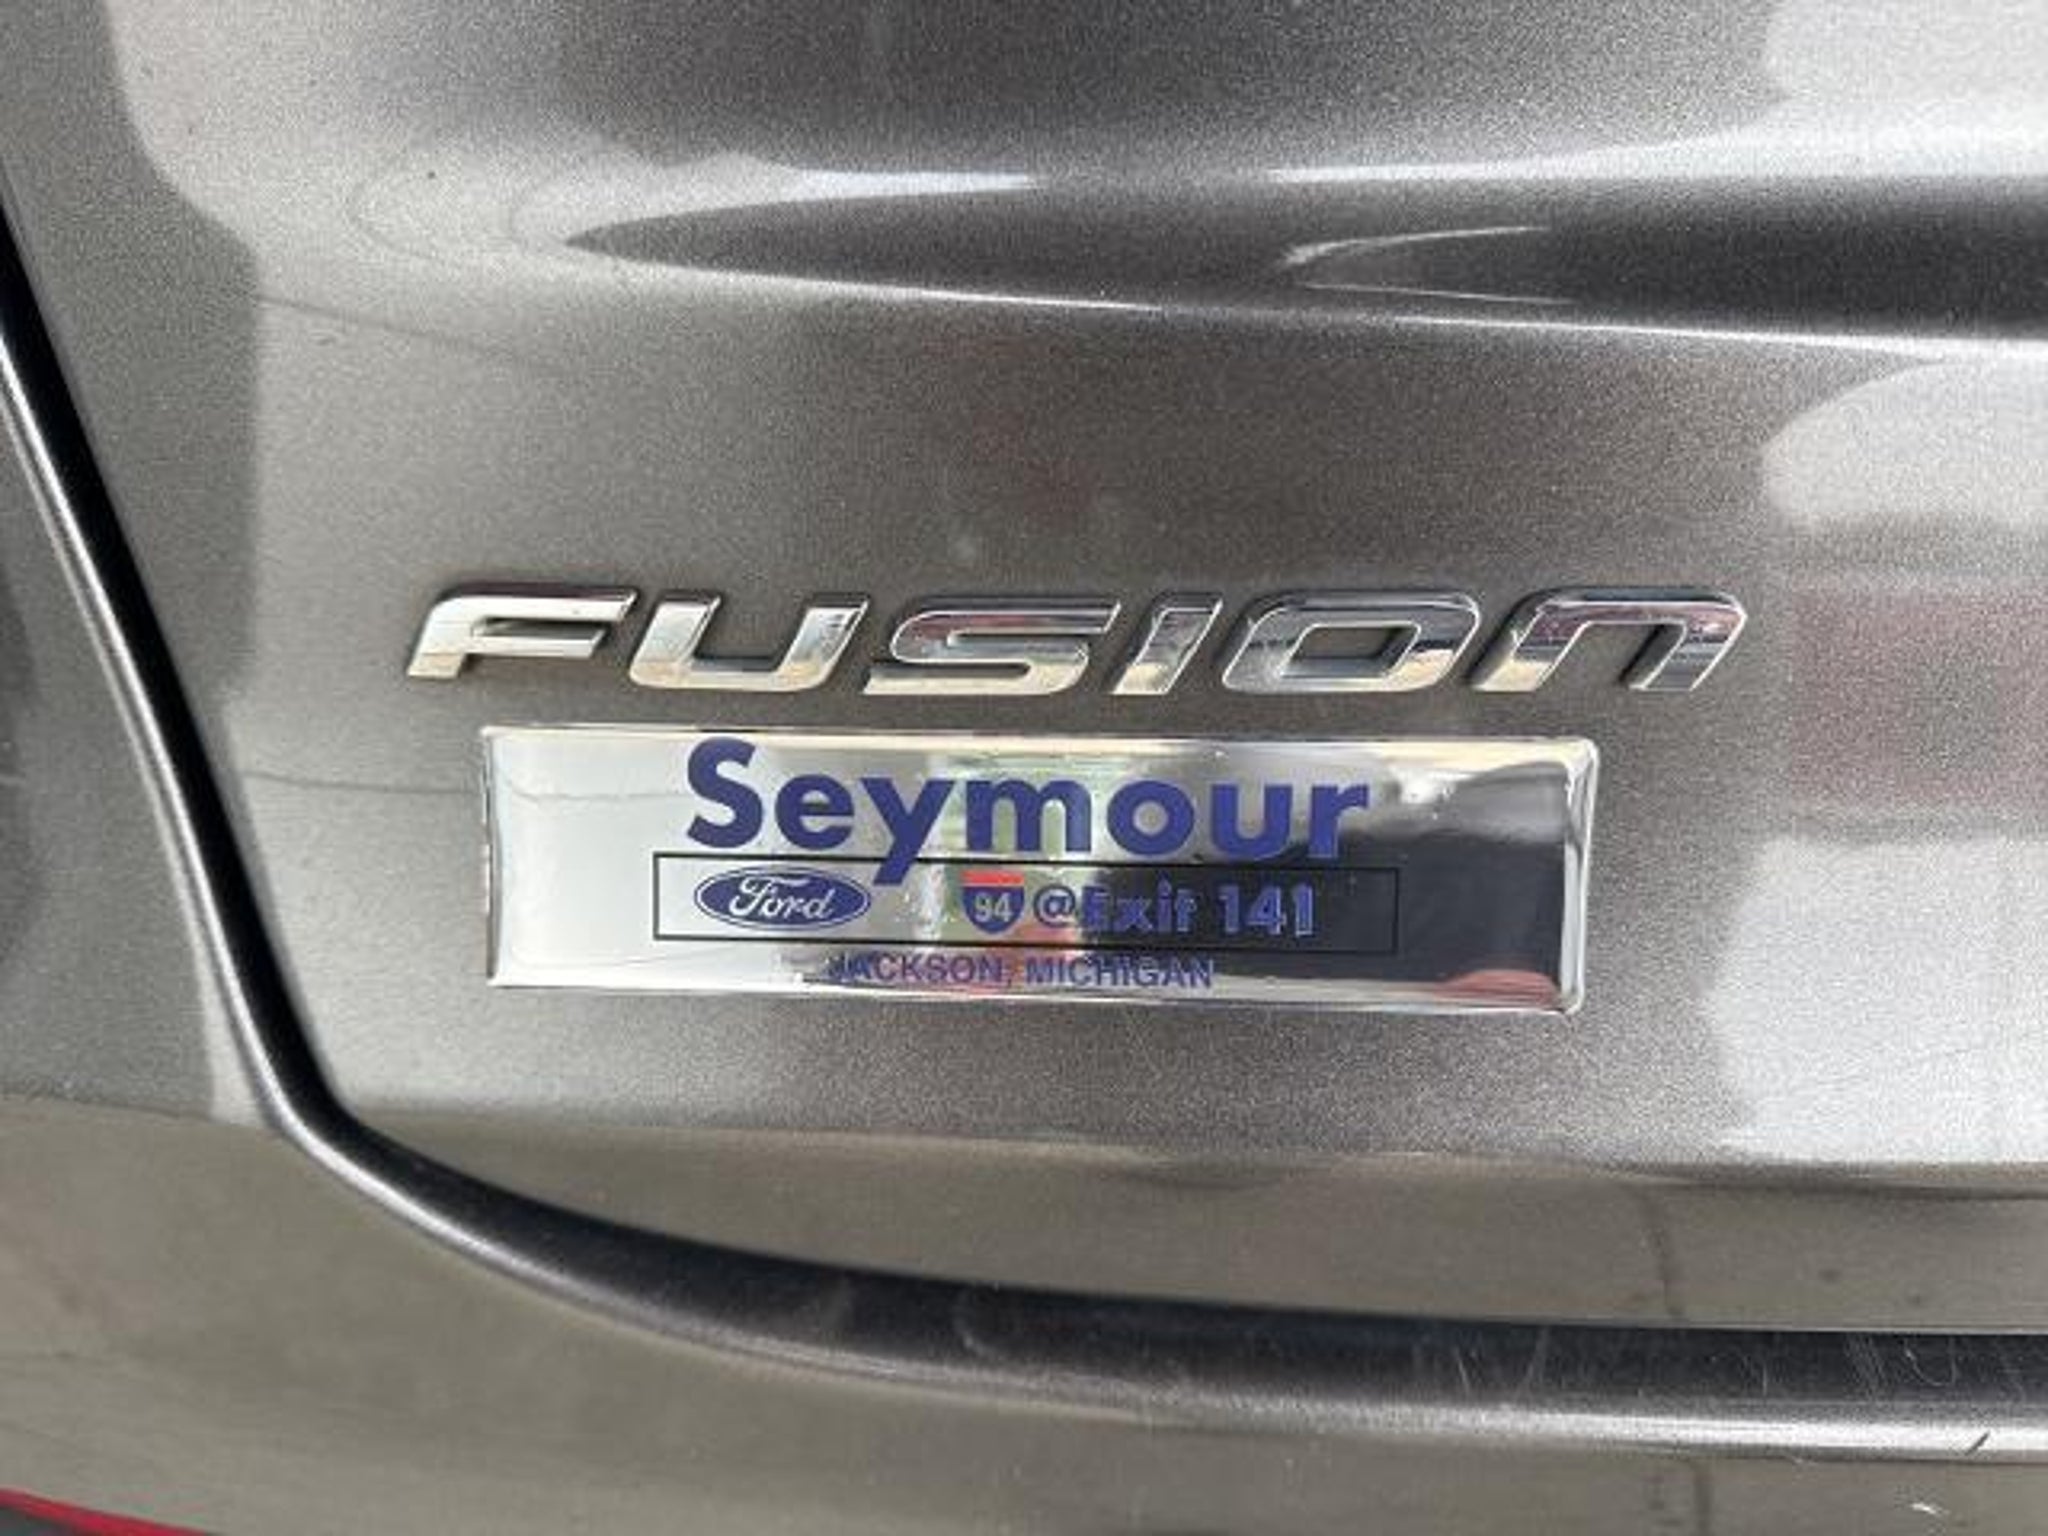 FUSION
Seymour
Ford 94 @Exit 141
JACKSON, MICHIGAN